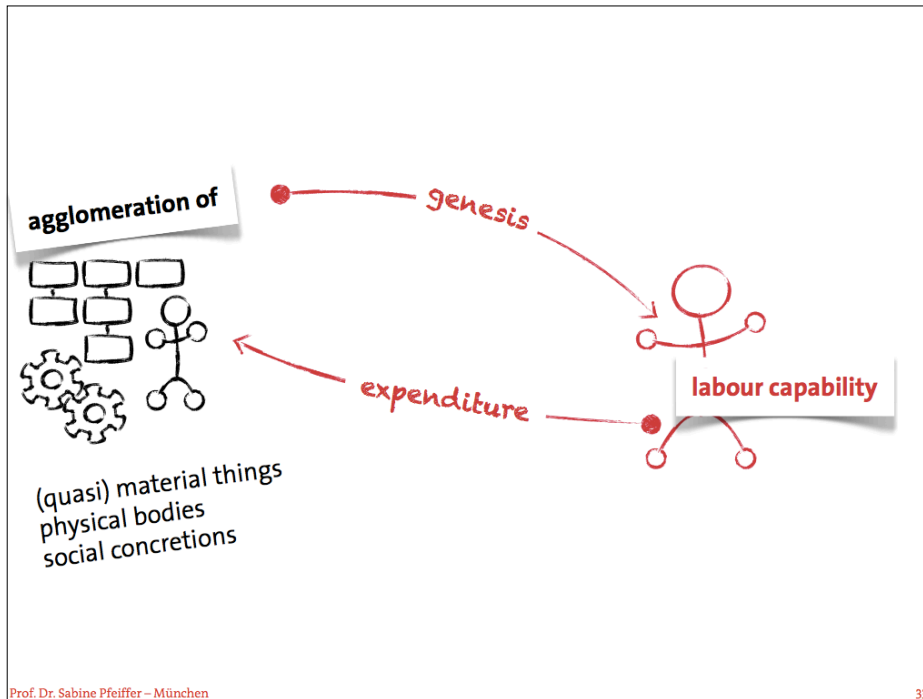 agglomeration of
genesis
labour capability
expenditure
(quasi) material things
physical bodies
social concretions
Prof. Dr. Sabine Pfeiffer – München